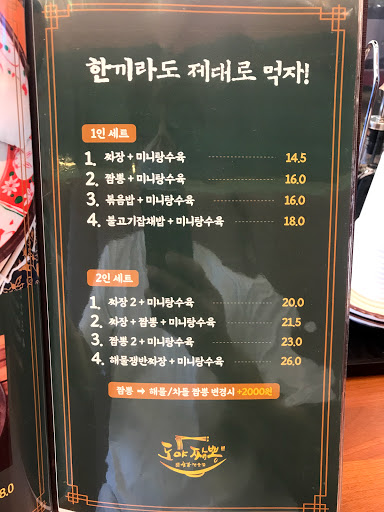 한끼라도 제대로 먹자!
1인 세트
1. 짜장 + 미니탕수육 14.5
2. 짬뽕 + 미니탕수육 16.0
3. 볶음밥 + 미니탕수육 16.0
4. 불고기잡채밥 + 미니탕수육 18.0
2인 세트
1. 짜장 2 + 미니탕수육 20.0
2. 짜장 + 짬뽕 + 미니탕수육 21.5
3. 짬뽕 2 + 미니탕수육 23.0
4. 해물쟁반짜장 + 미니탕수육 26.0
짬뽕 → 해물/차돌 짬뽕 변경시 +2000원
도야짬뽕
8.0